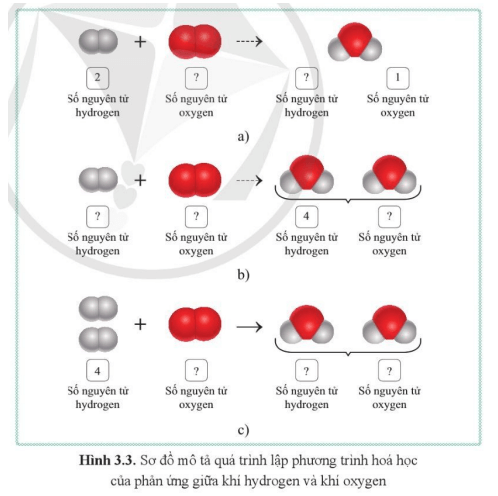 +
2 ? ? 1
Số nguyên tử Số nguyên tử Số nguyên tử Số nguyên tử
hydrogen oxygen hydrogen oxygen
a)
+
? ? 4 ?
Số nguyên tử Số nguyên tử Số nguyên tử Số nguyên tử
hydrogen oxygen hydrogen oxygen
b)
+
4 ? ? ?
Số nguyên tử Số nguyên tử Số nguyên tử Số nguyên tử
hydrogen oxygen hydrogen oxygen
c)
Hình 3.3. Sơ đồ mô tả quá trình lập phương trình hoá học
của phản ứng giữa khí hydrogen và khí oxygen